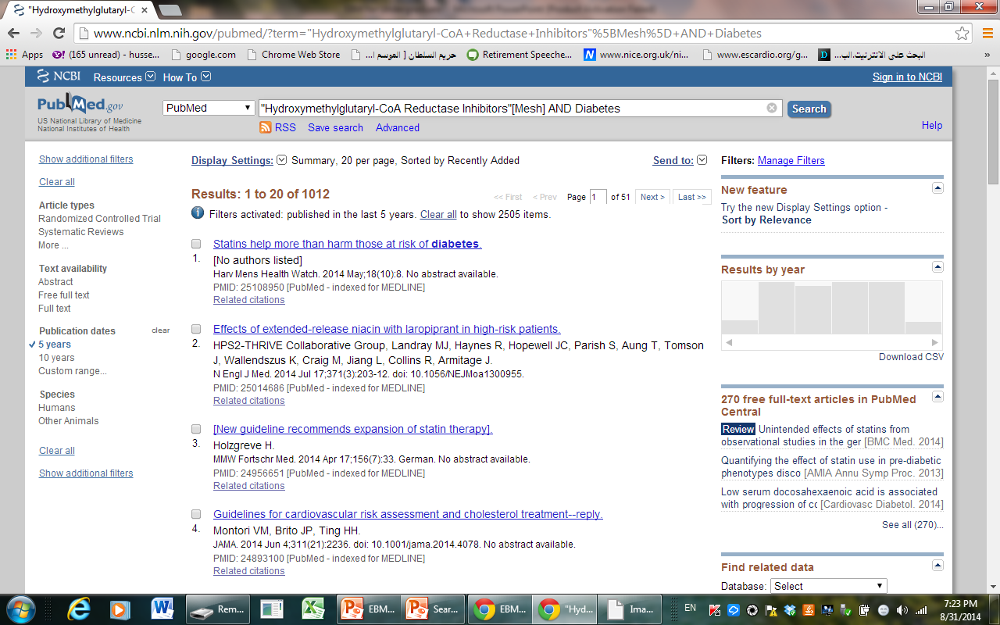 "Hydroxymethylglutaryl-C
www.ncbi.nlm.nih.gov/pubmed/?term="Hydroxymethylglutaryl-CoA+Reductase+Inhibitors"%5BMesh%5D+AND+Diabetes
Apps (165 unread) - husse... google.com Chrome Web Store حريم السلطان [ الموسم ا... Retirement Speeche... www.nice.org.uk/ni... www.escardio.org/g... البحث على الانترنيت.الب... »
NCBI Resources How To Sign in to NCBI
PubMed.gov PubMed "Hydroxymethylglutaryl-CoA Reductase Inhibitors"[Mesh] AND Diabetes Search
US National Library of Medicine
National Institutes of Health
RSS Save search Advanced Help
Show additional filters
Clear all
Article types
Randomized Controlled Trial
Systematic Reviews
More ...
Text availability
Abstract
Free full text
Full text
Publication dates clear
5 years
10 years
Custom range...
Species
Humans
Other Animals
Clear all
Show additional filters
Display Settings: Summary, 20 per page, Sorted by Recently Added Send to:
Results: 1 to 20 of 1012 << First < Prev Page 1 of 51 Next > Last >>
Filters activated: published in the last 5 years. Clear all to show 2505 items.
Statins help more than harm those at risk of diabetes.
1. [No authors listed]
Harv Mens Health Watch. 2014 May;18(10):8. No abstract available.
PMID: 25108950 [PubMed - indexed for MEDLINE]
Related citations
Effects of extended-release niacin with laropiprant in high-risk patients.
2. HPS2-THRIVE Collaborative Group, Landray MJ, Haynes R, Hopewell JC, Parish S, Aung T, Tomson
J, Wallendszus K, Craig M, Jiang L, Collins R, Armitage J.
N Engl J Med. 2014 Jul 17;371(3):203-12. doi: 10.1056/NEJMoa1300955.
PMID: 25014686 [PubMed - indexed for MEDLINE]
Related citations
[New guideline recommends expansion of statin therapy].
3. Holzgreve H.
MMW Fortschr Med. 2014 Apr 17;156(7):33. German. No abstract available.
PMID: 24956651 [PubMed - indexed for MEDLINE]
Related citations
Guidelines for cardiovascular risk assessment and cholesterol treatment--reply.
4. Montori VM, Brito JP, Ting HH.
JAMA. 2014 Jun 4;311(21):2236. doi: 10.1001/jama.2014.4078. No abstract available.
PMID: 24893100 [PubMed - indexed for MEDLINE]
Related citations
Filters: Manage Filters
New feature
Try the new Display Settings option -
Sort by Relevance
Results by year
Download CSV
270 free full-text articles in PubMed
Central
Review Unintended effects of statins from
observational studies in the ger [BMC Med. 2014]
Quantifying the effect of statin use in pre-diabetic
phenotypes disco [AMIA Annu Symp Proc. 2013]
Low serum docosahexaenoic acid is associated
with progression of cc [Cardiovasc Diabetol. 2014]
See all (270)...
Find related data
Database: Select
Rem... EBM... Sear... EBM... "Hyd... Ima... EN 7:23 PM
8/31/2014